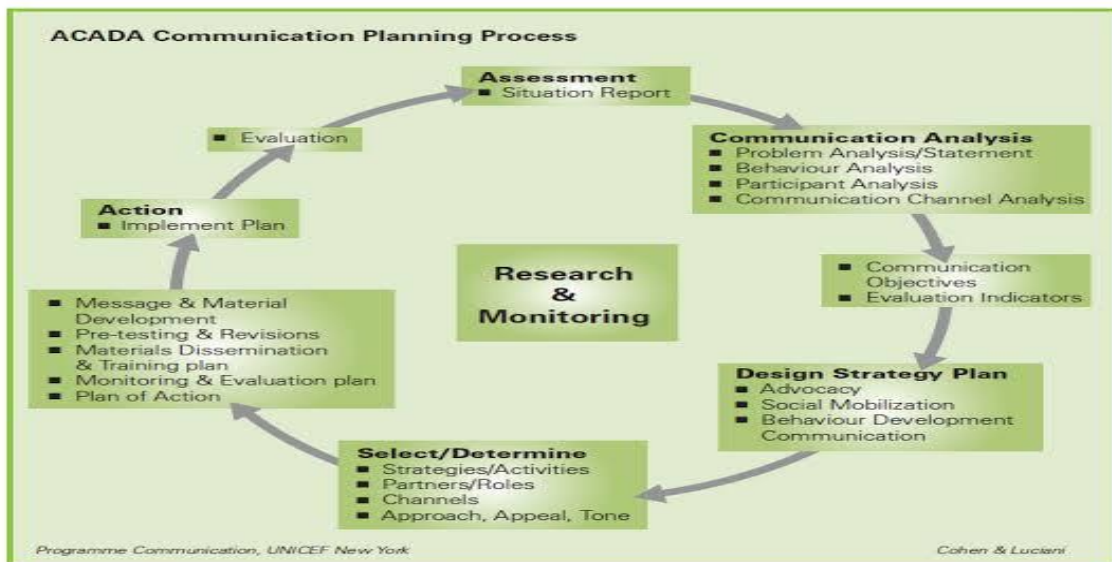 ACADA Communication Planning Process
Assessment
■ Situation Report
Communication Analysis
■ Problem Analysis/Statement
■ Behaviour Analysis
■ Participant Analysis
■ Communication Channel Analysis
■ Communication
Objectives
■ Evaluation Indicators
Design Strategy Plan
■ Advocacy
■ Social Mobilization
■ Behaviour Development
Communication
Select/Determine
■ Strategies/Activities
■ Partners/Roles
■ Channels
■ Approach, Appeal, Tone
■ Message & Material
Development
■ Pre-testing & Revisions
■ Materials Dissemination
& Training plan
■ Monitoring & Evaluation plan
■ Plan of Action
Action
■ Implement Plan
■ Evaluation
Research
&
Monitoring
Programme Communication, UNICEF New York
Cohen & Luciani